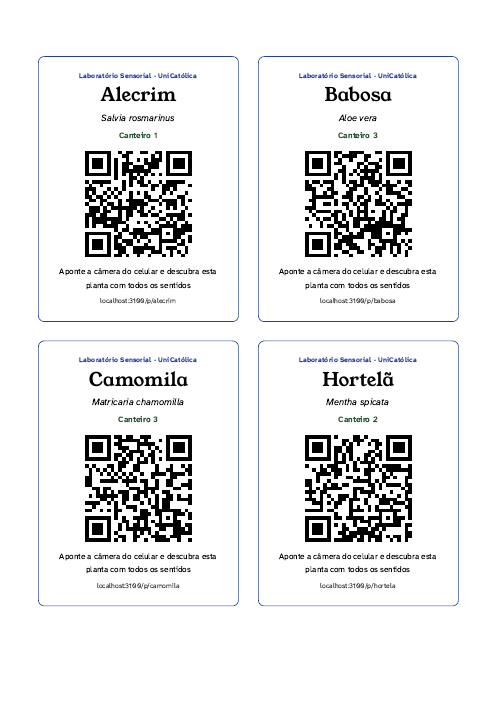 Laboratório Sensorial - UniCatólica
Alecrim
Salvia rosmarinus
Canteiro 1
Aponte a câmera do celular e descubra esta
planta com todos os sentidos
localhost:3100/p/alecrim
Laboratório Sensorial - UniCatólica
Babosa
Aloe vera
Canteiro 3
Aponte a câmera do celular e descubra esta
planta com todos os sentidos
localhost:3100/p/babosa
Laboratório Sensorial - UniCatólica
Camomila
Matricaria chamomilla
Canteiro 3
Aponte a câmera do celular e descubra esta
planta com todos os sentidos
localhost:3100/p/camomila
Laboratório Sensorial - UniCatólica
Hortelã
Mentha spicata
Canteiro 2
Aponte a câmera do celular e descubra esta
planta com todos os sentidos
localhost:3100/p/hortela